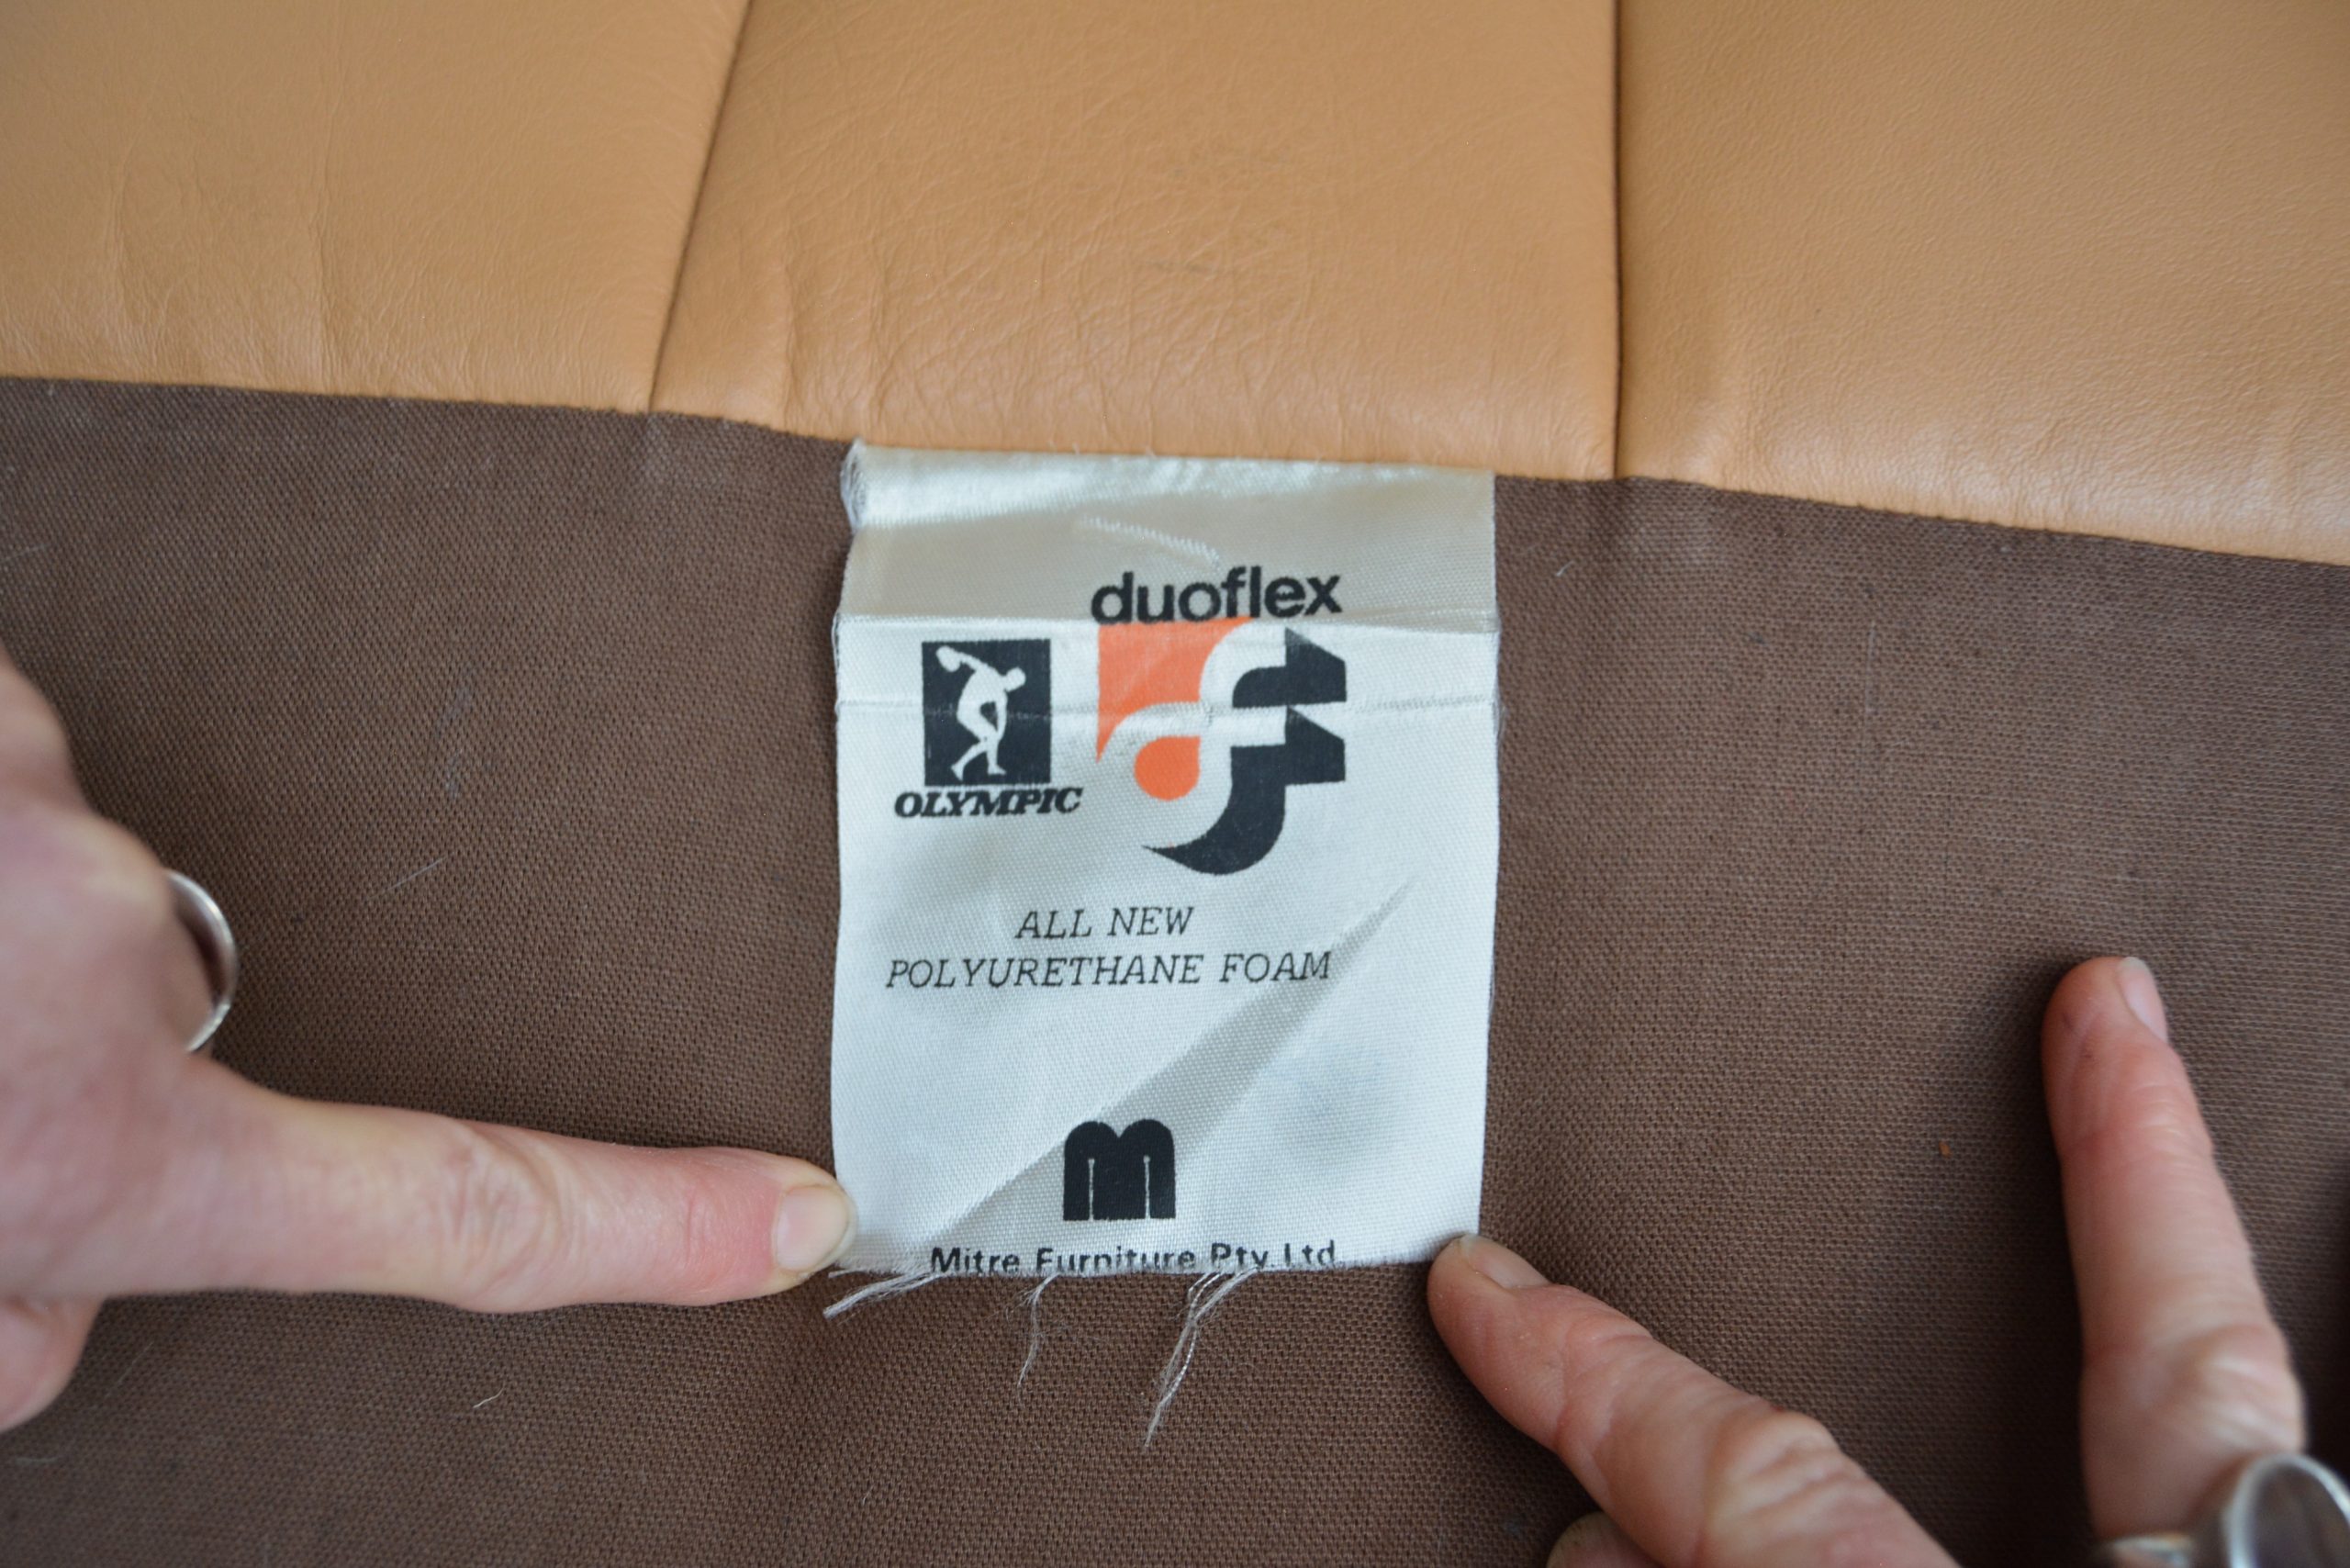 duoflex
OLYMPIC
ALL NEW
POLYURETHANE FOAM
m
Mitre Furniture Pty Ltd.